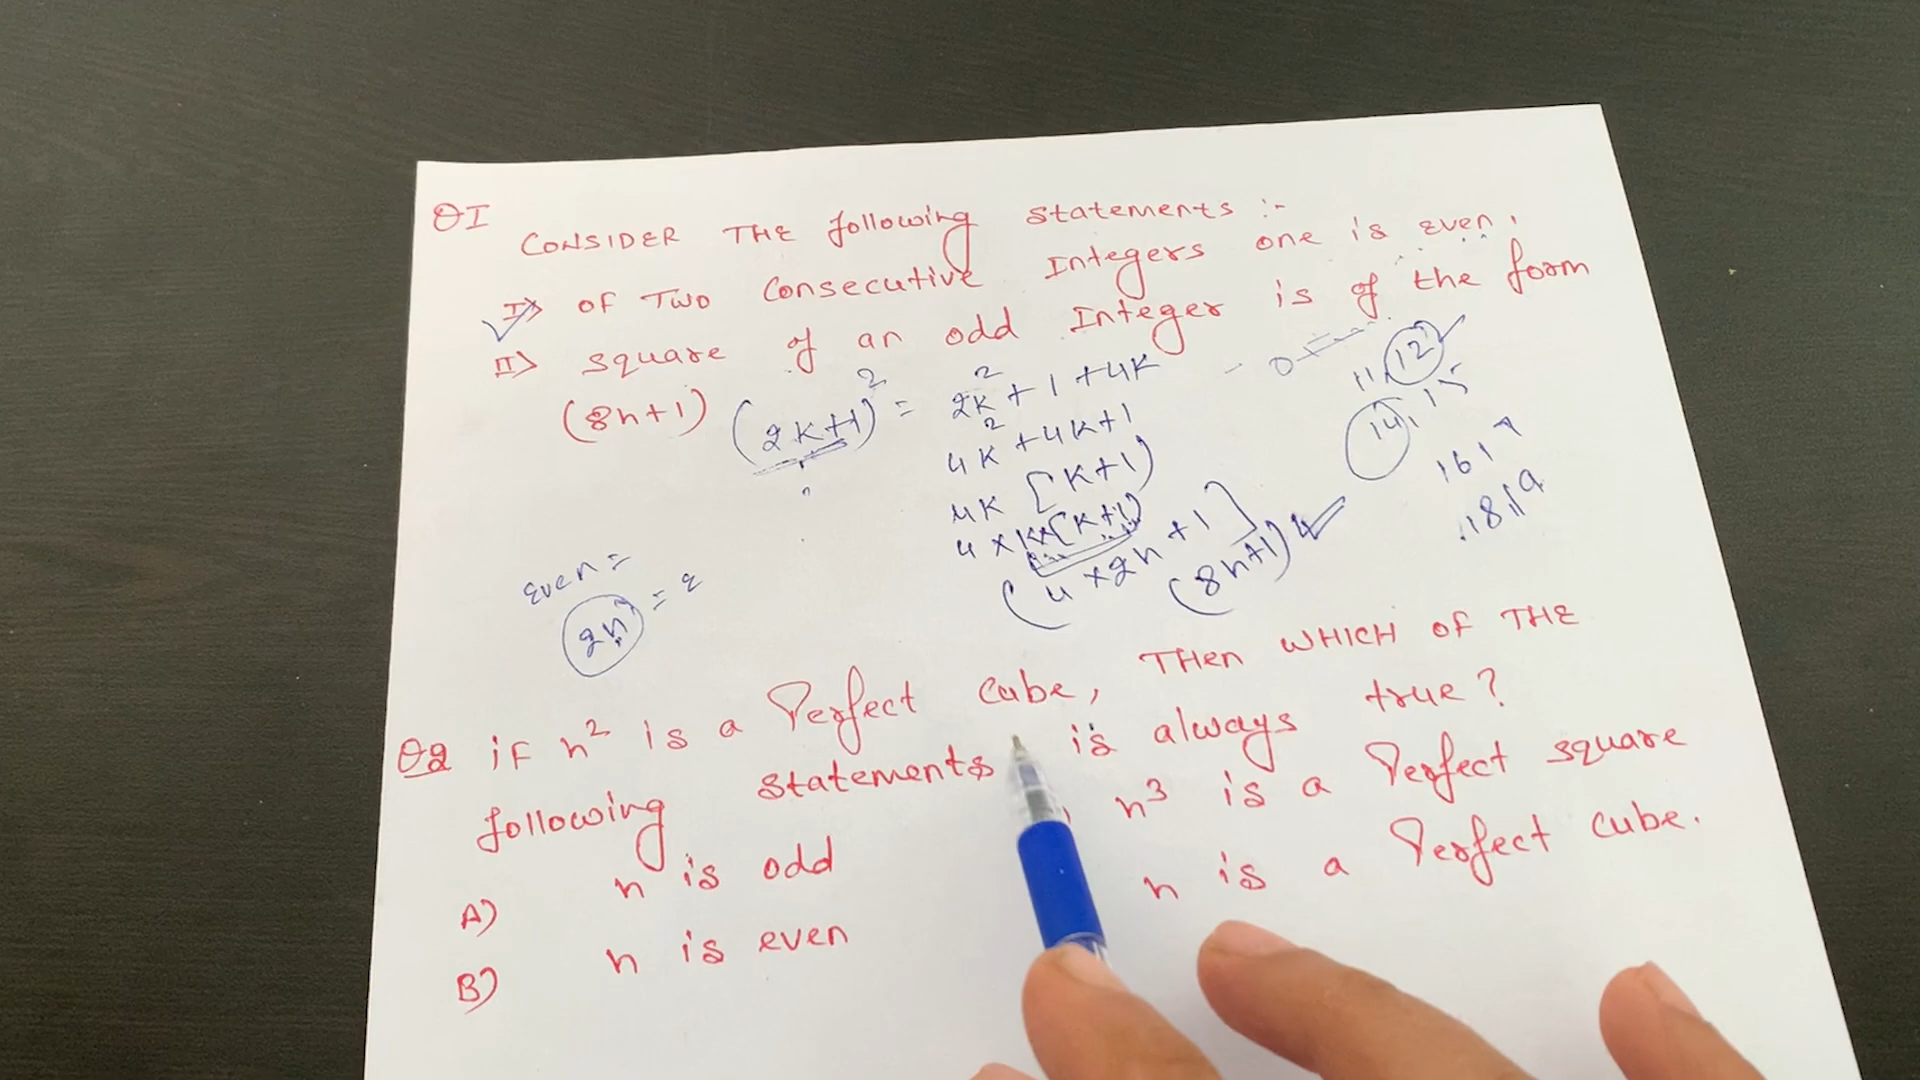 Q1 CONSIDER THE following statements :-
I> OF TWO Consecutive Integers one is even.
II> square of an odd Integer is of the form
(8n+1) (2k+1)² = 2k² + 1 + 4k
4k² + 4k + 1
4k [k+1)
4 × k×[k+1)
(4 × 2n + 1]
(8n+1)
11, 12
14, 15
16 17
18 19
even =
2n = ε
Q2 iF n² is a Perfect cube, THEn WHICH OF THE
following statements is always true?
A) n is odd
n³ is a Perfect square
B) n is even
n is a Perfect cube.